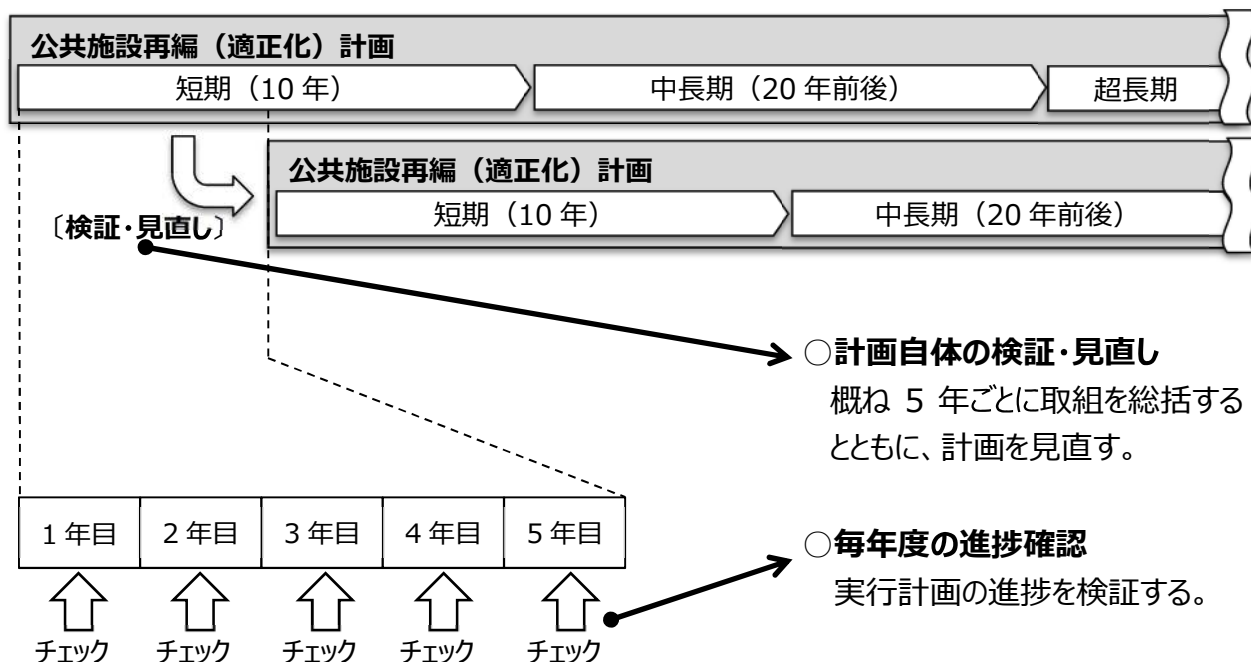 公共施設再編（適正化）計画
短期（10 年）
中長期（20 年前後）
超長期
公共施設再編（適正化）計画
短期（10 年）
中長期（20 年前後）
〔検証・見直し〕
○計画自体の検証・見直し
概ね 5 年ごとに取組を総括する
とともに、計画を見直す。
1 年目
2 年目
3 年目
4 年目
5 年目
○毎年度の進捗確認
実行計画の進捗を検証する。
チェック
チェック
チェック
チェック
チェック